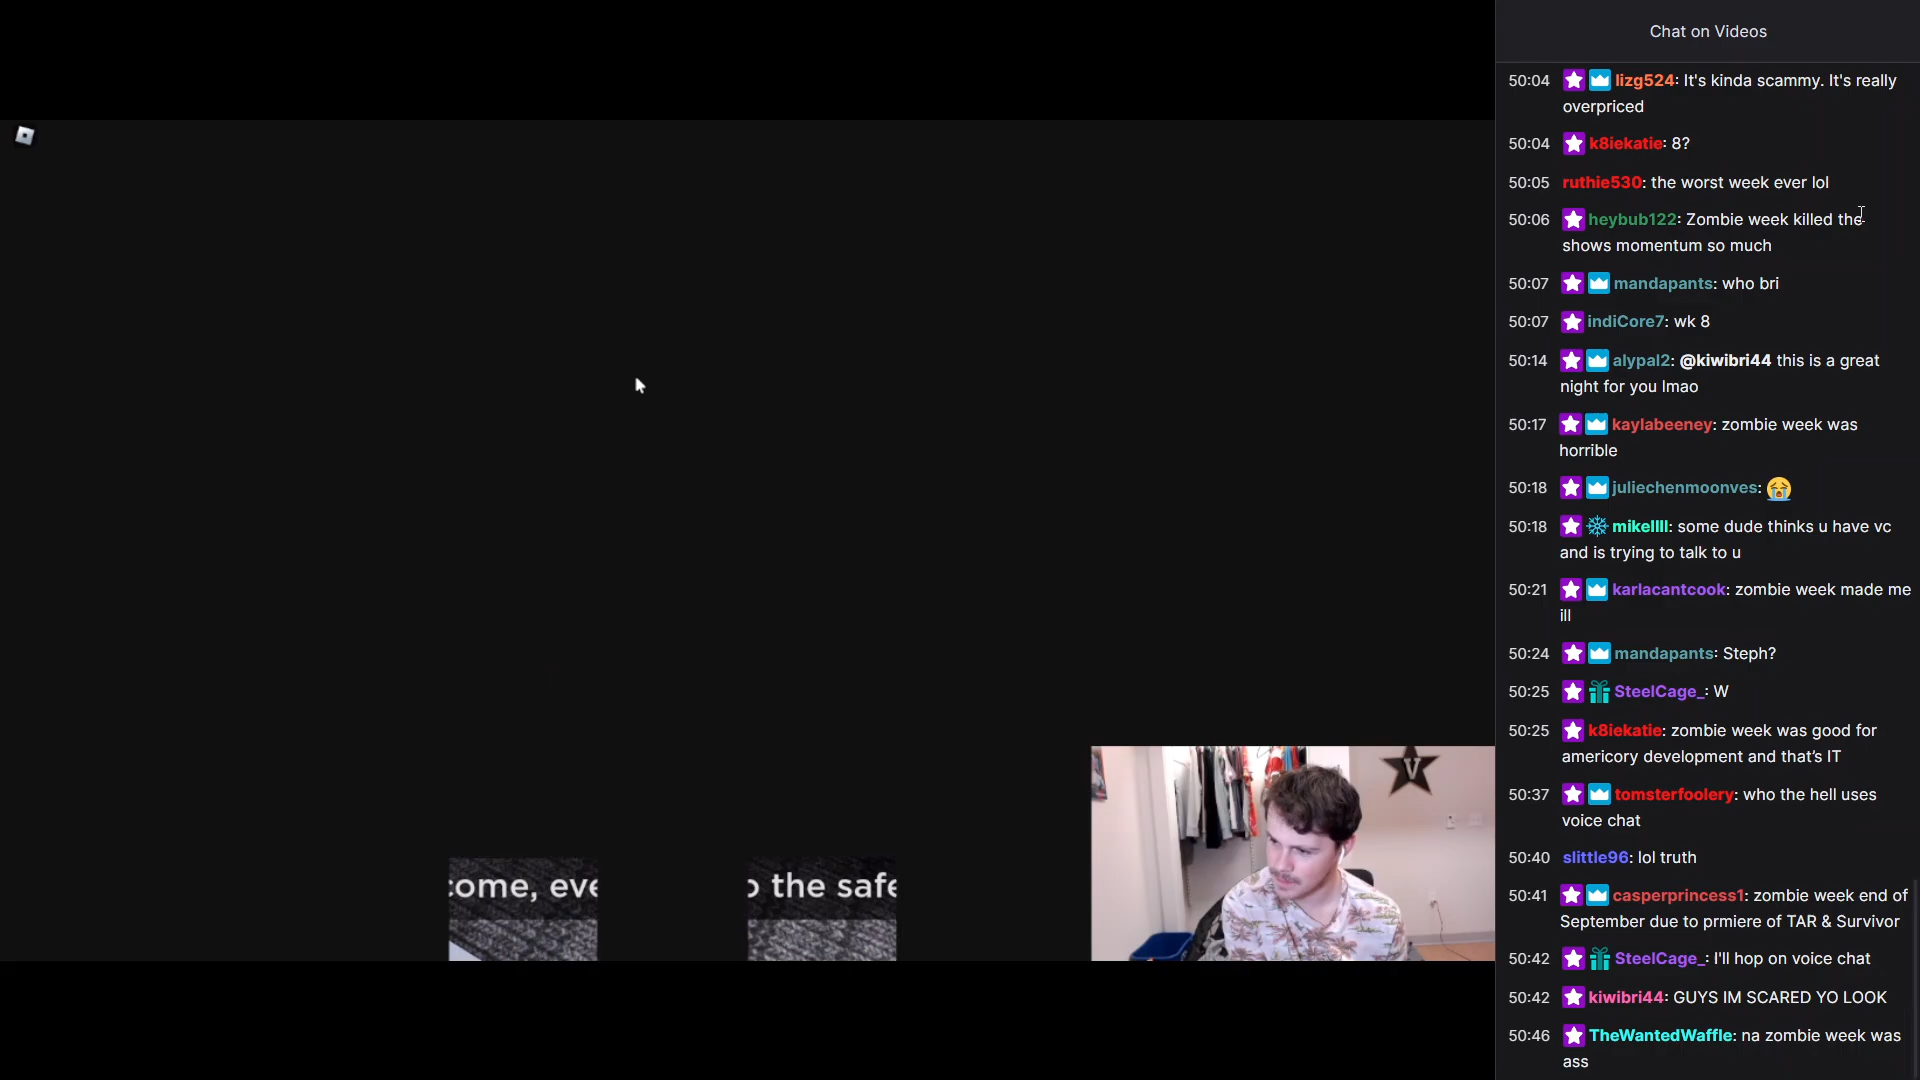 Chat on Videos
50:04 lizg524: It's kinda scammy. It's really
overpriced
50:04 k8iekatie: 8?
50:05 ruthie530: the worst week ever lol
50:06 heybub122: Zombie week killed the
shows momentum so much
50:07 mandapants: who bri
50:07 indiCore7: wk 8
50:14 alypal2: @kiwibri44 this is a great
night for you lmao
50:17 kaylabeeney: zombie week was
horrible
50:18 juliechenmoonves:
50:18 mikellll: some dude thinks u have vc
and is trying to talk to u
50:21 karlacantcook: zombie week made me
ill
50:24 mandapants: Steph?
50:25 SteelCage_: W
50:25 k8iekatie: zombie week was good for
americory development and that's IT
50:37 tomsterfoolery: who the hell uses
voice chat
50:40 slittle96: lol truth
50:41 casperprincess1: zombie week end of
September due to prmiere of TAR & Survivor
50:42 SteelCage_: I'll hop on voice chat
50:42 kiwibri44: GUYS IM SCARED YO LOOK
50:46 TheWantedWaffle: na zombie week was
ass
V
come, eve
o the safe